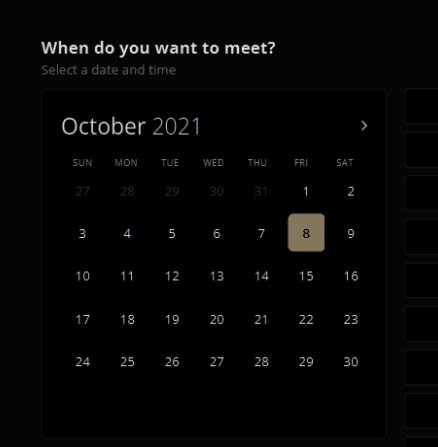 When do you want to meet?
Select a date and time
October 2021 >
SUN MON TUE WED THU FRI SAT
27 28 29 30 31 1 2
3 4 5 6 7 8 9
10 11 12 13 14 15 16
17 18 19 20 21 22 23
24 25 26 27 28 29 30